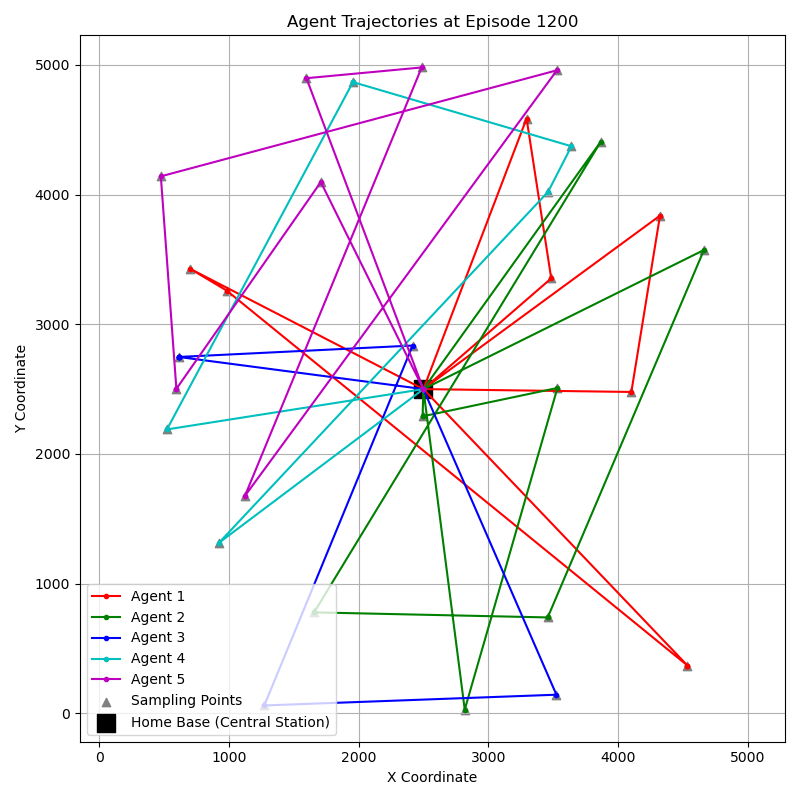 Agent Trajectories at Episode 1200
5000
4000
3000
2000
1000
0
Y Coordinate
Agent 1
Agent 2
Agent 3
Agent 4
Agent 5
Sampling Points
Home Base (Central Station)
0 1000 2000 3000 4000 5000
X Coordinate